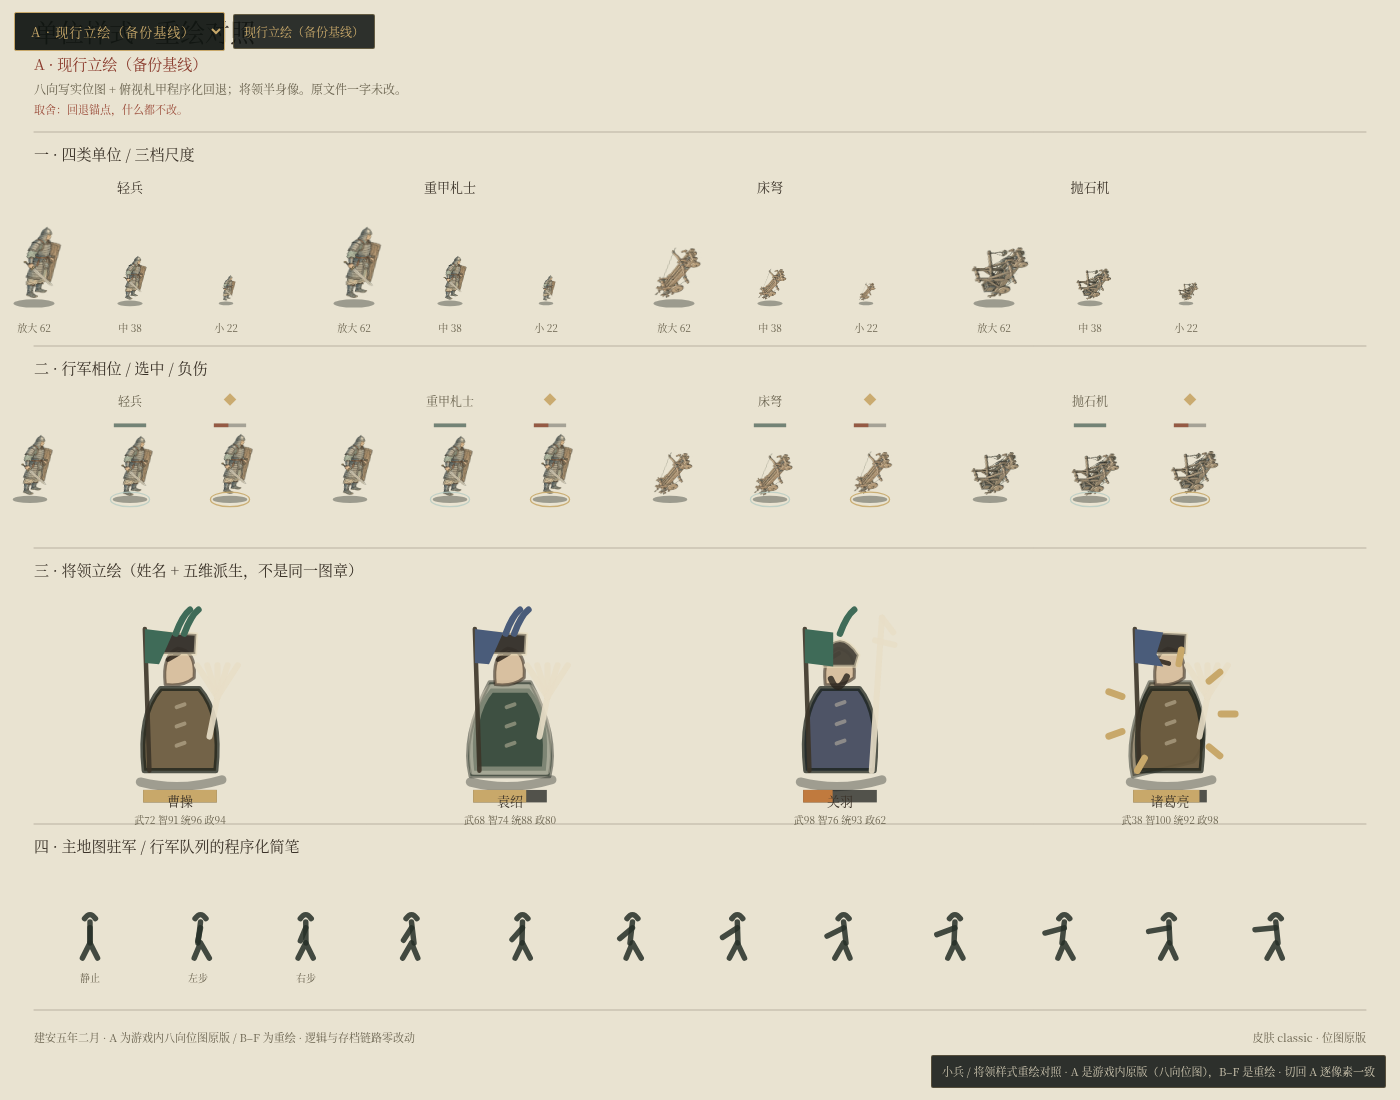 单位样式 · 重绘对照
A · 现行立绘（备份基线）
现行立绘（备份基线）
A · 现行立绘（备份基线）
八向写实位图 + 俯视札甲程序化回退；将领半身像。原文件一字未改。
取舍：回退锚点，什么都不改。
一 · 四类单位 / 三档尺度
轻兵 重甲札士 床弩 抛石机
放大 62 中 38 小 22 放大 62 中 38 小 22 放大 62 中 38 小 22 放大 62 中 38 小 22
二 · 行军相位 / 选中 / 负伤
轻兵 重甲札士 床弩 抛石机
三 · 将领立绘（姓名 + 五维派生，不是同一图章）
曹操 袁绍 关羽 诸葛亮
武72 智91 统96 政94 武68 智74 统88 政80 武98 智76 统93 政62 武38 智100 统92 政98
四 · 主地图驻军 / 行军队列的程序化简笔
静止 左步 右步
建安五年二月 · A 为游戏内八向位图原版 / B–F 为重绘 · 逻辑与存档链路零改动
皮肤 classic · 位图原版
小兵 / 将领样式重绘对照 · A 是游戏内原版（八向位图），B–F 是重绘 · 切回 A 逐像素一致